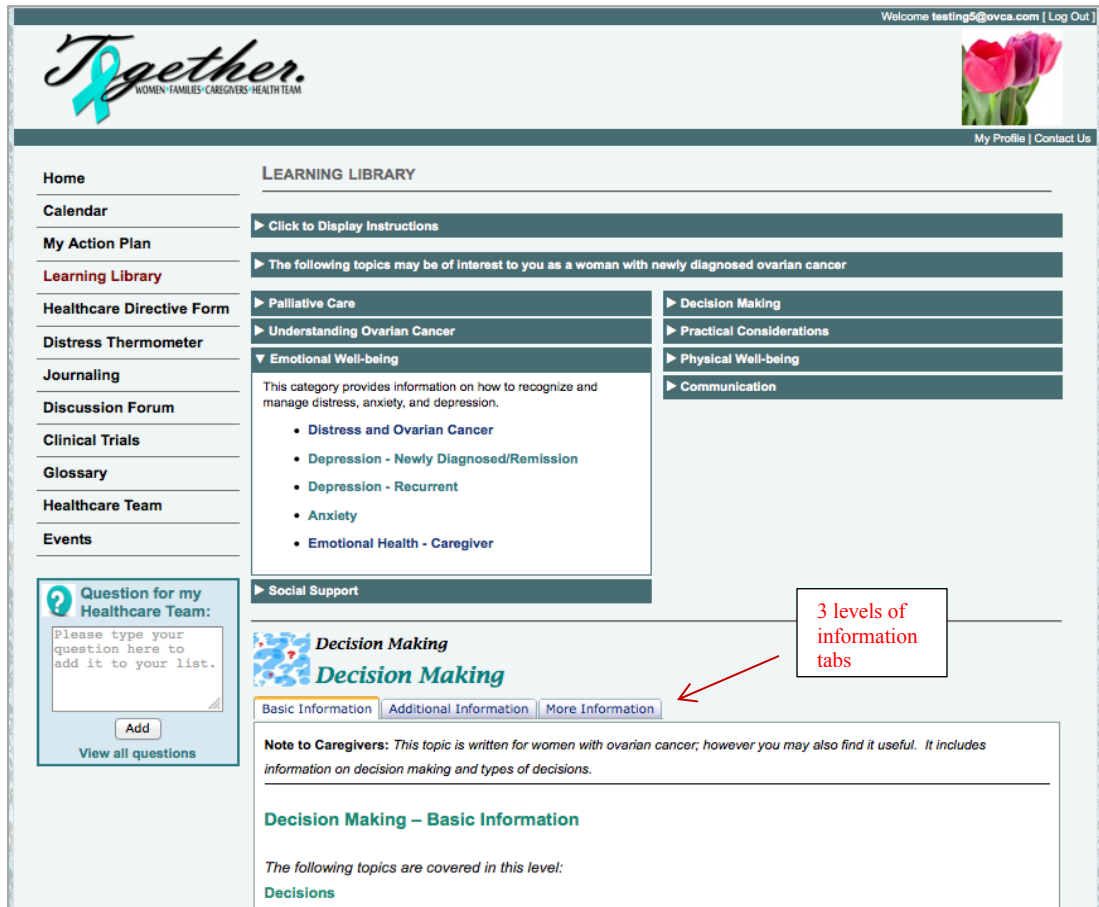 Welcome testing5@ovca.com [ Log Out ]
Together.
WOMEN•FAMILIES•CAREGIVERS•HEALTH TEAM
My Profile | Contact Us
Home
Calendar
My Action Plan
Learning Library
Healthcare Directive Form
Distress Thermometer
Journaling
Discussion Forum
Clinical Trials
Glossary
Healthcare Team
Events
Question for my
Healthcare Team:
Please type your
question here to
add it to your list.
Add
View all questions
LEARNING LIBRARY
▶ Click to Display Instructions
▶ The following topics may be of interest to you as a woman with newly diagnosed ovarian cancer
▶ Palliative Care
▶ Understanding Ovarian Cancer
▼ Emotional Well-being
This category provides information on how to recognize and
manage distress, anxiety, and depression.
• Distress and Ovarian Cancer
• Depression - Newly Diagnosed/Remission
• Depression - Recurrent
• Anxiety
• Emotional Health - Caregiver
▶ Social Support
▶ Decision Making
▶ Practical Considerations
▶ Physical Well-being
▶ Communication
3 levels of
information
tabs
Decision Making
Decision Making
Basic Information Additional Information More Information
Note to Caregivers: This topic is written for women with ovarian cancer; however you may also find it useful. It includes
information on decision making and types of decisions.
Decision Making – Basic Information
The following topics are covered in this level:
Decisions